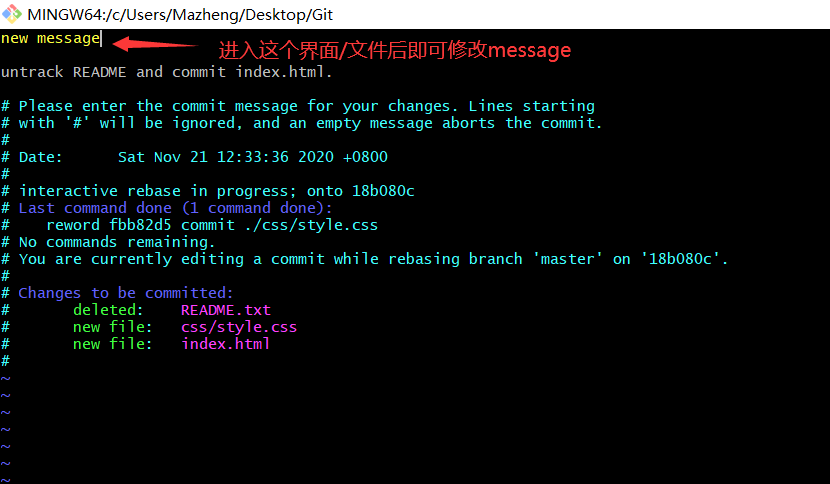 MINGW64:/c/Users/Mazheng/Desktop/Git
new message
进入这个界面/文件后即可修改message
untrack README and commit index.html.
# Please enter the commit message for your changes. Lines starting
# with '#' will be ignored, and an empty message aborts the commit.
#
# Date:      Sat Nov 21 12:33:36 2020 +0800
#
# interactive rebase in progress; onto 18b080c
# Last command done (1 command done):
#    reword fbb82d5 commit ./css/style.css
# No commands remaining.
# You are currently editing a commit while rebasing branch 'master' on '18b080c'.
#
# Changes to be committed:
#       deleted:    README.txt
#       new file:   css/style.css
#       new file:   index.html
#
~
~
~
~
~
~
~